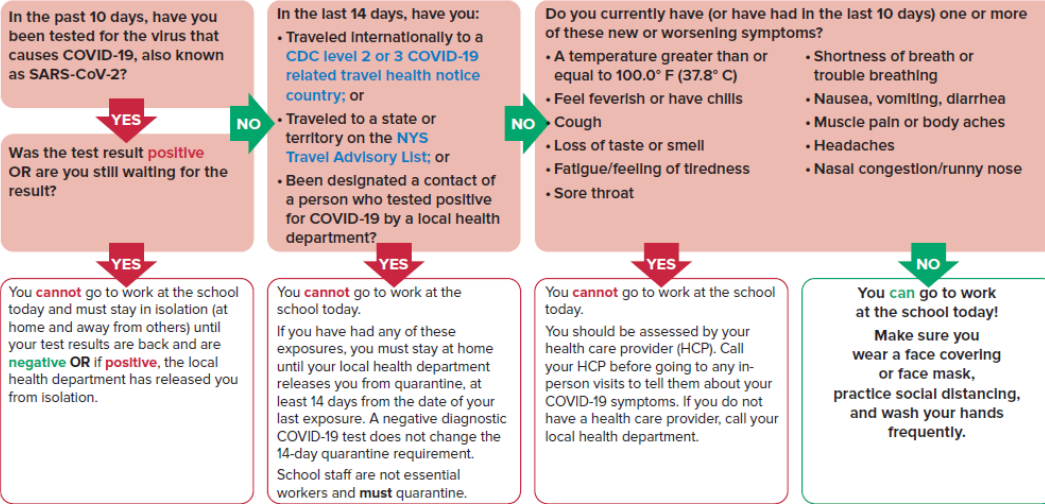 In the past 10 days, have you
been tested for the virus that
causes COVID-19, also known
as SARS-CoV-2?
YES
Was the test result positive
OR are you still waiting for the
result?
YES
You cannot go to work at the school
today and must stay in isolation (at
home and away from others) until
your test results are back and are
negative OR if positive, the local
health department has released you
from isolation.
NO
In the last 14 days, have you:
• Traveled internationally to a
CDC level 2 or 3 COVID-19
related travel health notice
country; or
• Traveled to a state or
territory on the NYS
Travel Advisory List; or
• Been designated a contact of
a person who tested positive
for COVID-19 by a local health
department?
YES
You cannot go to work at the
school today.
If you have had any of these
exposures, you must stay at home
until your local health department
releases you from quarantine, at
least 14 days from the date of your
last exposure. A negative diagnostic
COVID-19 test does not change the
14-day quarantine requirement.
School staff are not essential
workers and must quarantine.
NO
Do you currently have (or have had in the last 10 days) one or more
of these new or worsening symptoms?
• A temperature greater than or
equal to 100.0° F (37.8° C)
• Feel feverish or have chills
• Cough
• Loss of taste or smell
• Fatigue/feeling of tiredness
• Sore throat
• Shortness of breath or
trouble breathing
• Nausea, vomiting, diarrhea
• Muscle pain or body aches
• Headaches
• Nasal congestion/runny nose
YES
You cannot go to work at the school
today.
You should be assessed by your
health care provider (HCP). Call
your HCP before going to any in-
person visits to tell them about your
COVID-19 symptoms. If you do not
have a health care provider, call your
local health department.
NO
You can go to work
at the school today!
Make sure you
wear a face covering
or face mask,
practice social distancing,
and wash your hands
frequently.